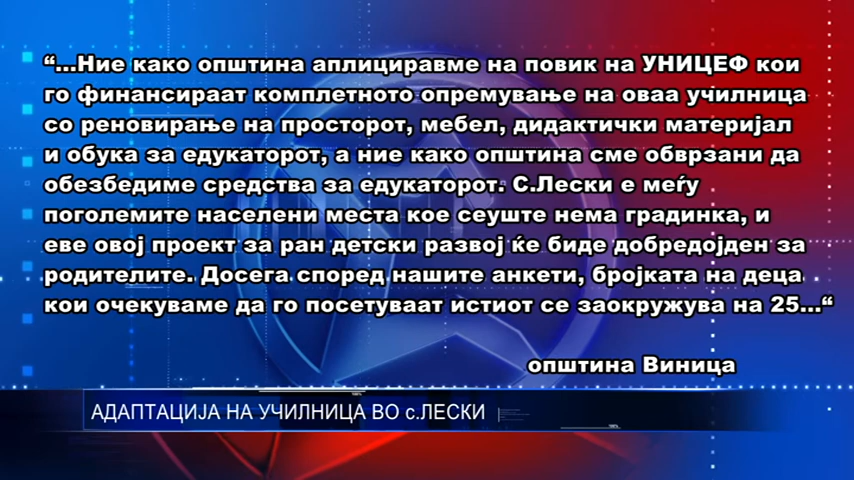 “...Ние како општина аплициравме на повик на УНИЦЕФ кои
го финансираат комплетното опремување на оваа училница
со реновирање на просторот, мебел, дидактички материјал
и обука за едукаторот, а ние како општина сме обврзани да
обезбедиме средства за едукаторот. С.Лески е меѓу
поголемите населени места кое сеуште нема градинка, и
еве овој проект за ран детски развој ќе биде добредојден за
родителите. Досега според нашите анкети, бројката на деца
кои очекуваме да го посетуваат истиот се заокружува на 25...“
општина Виница
АДАПТАЦИЈА НА УЧИЛНИЦА ВО с.ЛЕСКИ